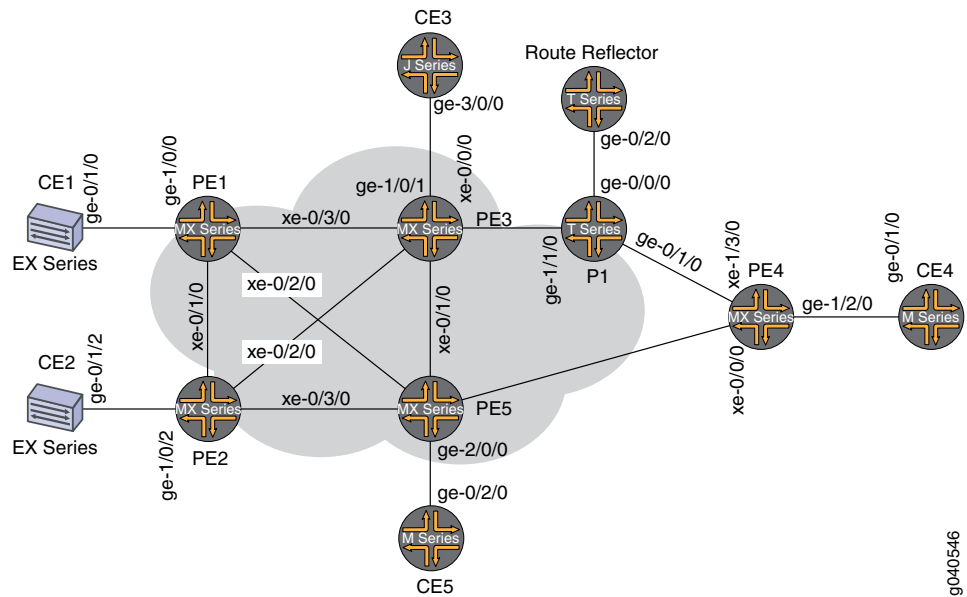 CE3
J Series
ge-3/0/0
Route Reflector
T Series
ge-0/2/0
ge-0/0/0
CE1
ge-0/1/0
EX Series
ge-1/0/0
PE1
MX Series
xe-0/3/0
ge-1/0/1
xe-0/0/0
MX Series
PE3
T Series
P1
ge-1/1/0
ge-0/1/0
xe-1/3/0
PE4
MX Series
xe-0/0/0
ge-1/2/0
ge-0/1/0
CE4
M Series
xe-0/2/0
xe-0/1/0
xe-0/2/0
xe-0/1/0
CE2
ge-0/1/2
EX Series
MX Series
PE2
ge-1/0/2
xe-0/3/0
MX Series
PE5
ge-2/0/0
ge-0/2/0
M Series
CE5
g040546